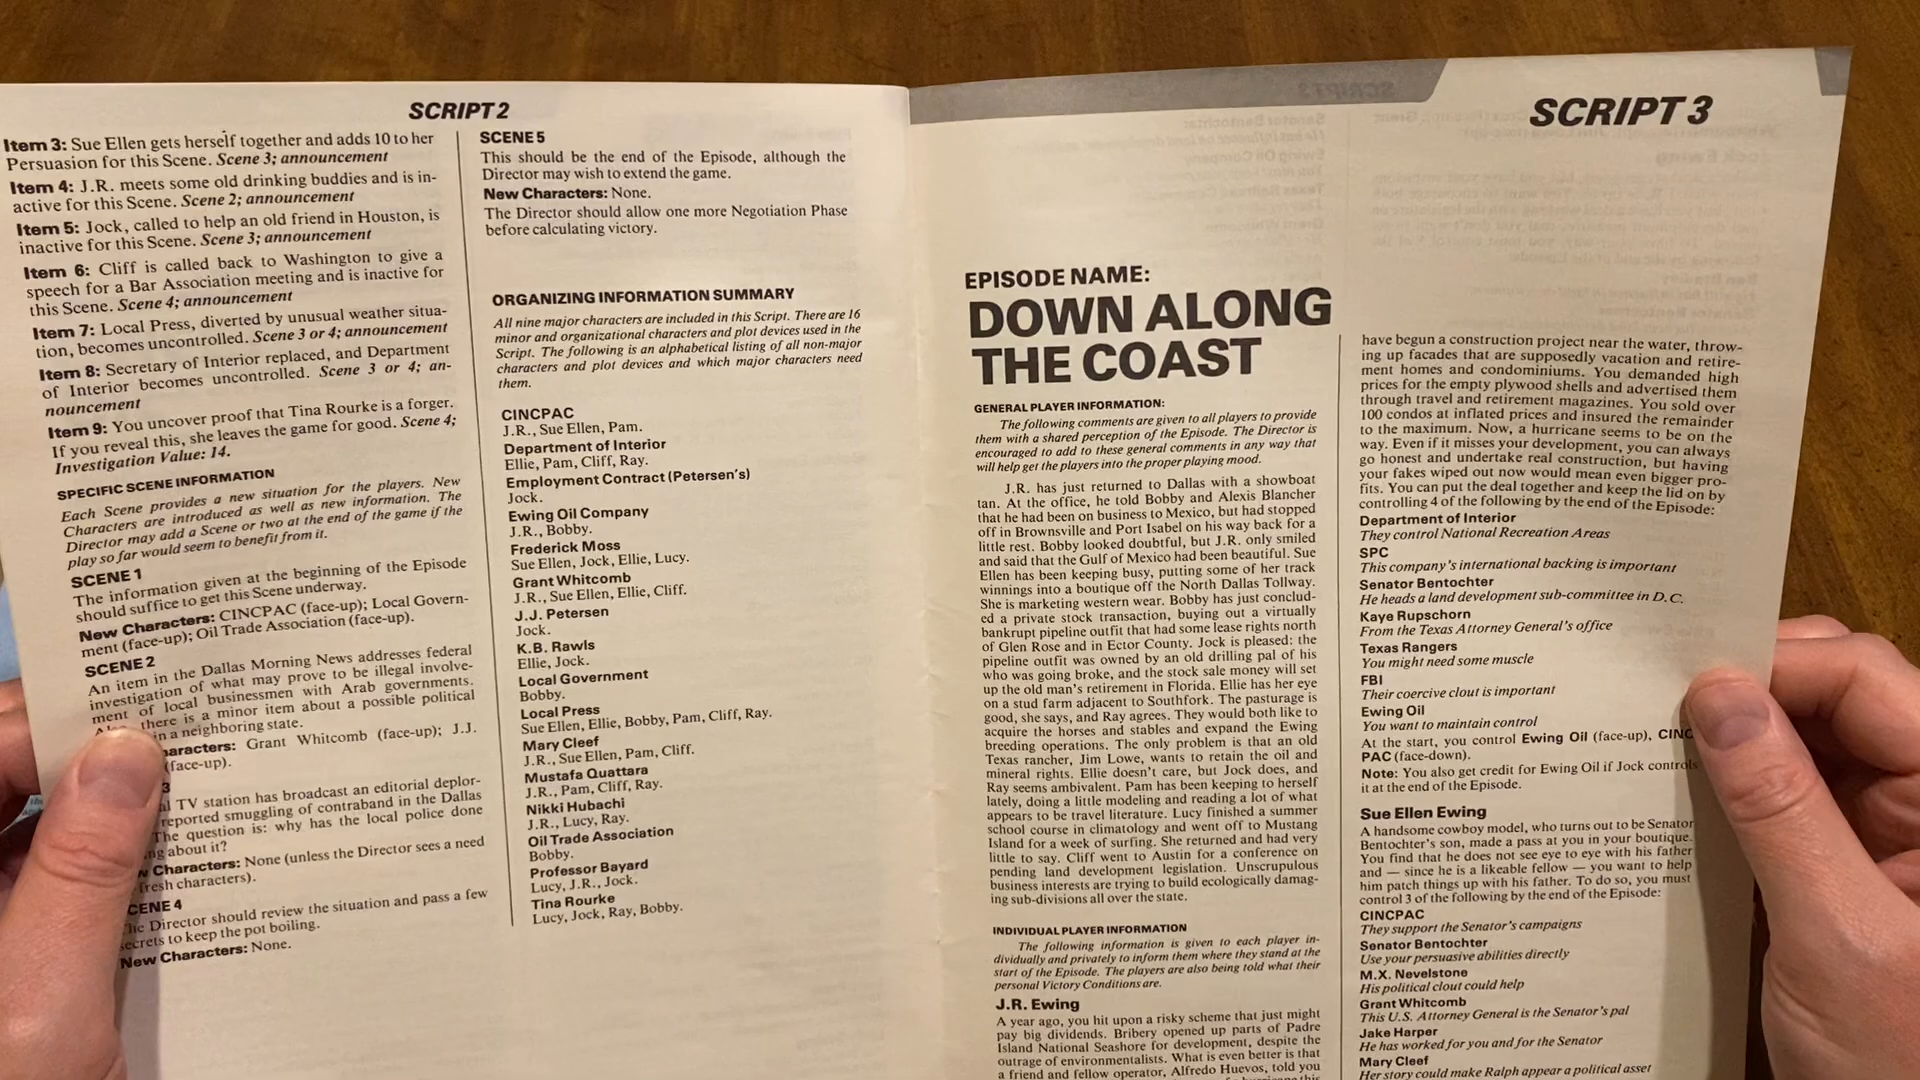 SCRIPT 2
Item 3: Sue Ellen gets herself together and adds 10 to her
Persuasion for this Scene. Scene 3; announcement
Item 4: J.R. meets some old drinking buddies and is in-
active for this Scene. Scene 2; announcement
Item 5: Jock, called to help an old friend in Houston, is
inactive for this Scene. Scene 3; announcement
Item 6: Cliff is called back to Washington to give a
speech for a Bar Association meeting and is inactive for
this Scene. Scene 4; announcement
Item 7: Local Press, diverted by unusual weather situa-
tion, becomes uncontrolled. Scene 3 or 4; announcement
Item 8: Secretary of Interior replaced, and Department
of Interior becomes uncontrolled. Scene 3 or 4; an-
nouncement
Item 9: You uncover proof that Tina Rourke is a forger.
If you reveal this, she leaves the game for good. Scene 4;
Investigation Value: 14.
SPECIFIC SCENE INFORMATION
Each Scene provides a new situation for the players. New
Characters are introduced as well as new information. The
Director may add a Scene or two at the end of the game if the
play so far would seem to benefit from it.
SCENE 1
The information given at the beginning of the Episode
should suffice to get this Scene underway.
New Characters: CINCPAC (face-up); Local Govern-
ment (face-up); Oil Trade Association (face-up).
SCENE 2
An item in the Dallas Morning News addresses federal
investigation of what may prove to be illegal involve-
ment of local businessmen with Arab governments.
there is a minor item about a possible political
in a neighboring state.
aracters: Grant Whitcomb (face-up); J.J.
(face-up).
3
al TV station has broadcast an editorial deplor-
reported smuggling of contraband in the Dallas
The question is: why has the local police done
ng about it?
w Characters: None (unless the Director sees a need
fresh characters).
CENE 4
The Director should review the situation and pass a few
secrets to keep the pot boiling.
New Characters: None.
SCENE 5
This should be the end of the Episode, although the
Director may wish to extend the game.
New Characters: None.
The Director should allow one more Negotiation Phase
before calculating victory.
ORGANIZING INFORMATION SUMMARY
All nine major characters are included in this Script. There are 16
minor and organizational characters and plot devices used in the
Script. The following is an alphabetical listing of all non-major
characters and plot devices and which major characters need
them.
CINCPAC
J.R., Sue Ellen, Pam.
Department of Interior
Ellie, Pam, Cliff, Ray.
Employment Contract (Petersen's)
Jock.
Ewing Oil Company
J.R., Bobby.
Frederick Moss
Sue Ellen, Jock, Ellie, Lucy.
Grant Whitcomb
J.R., Sue Ellen, Ellie, Cliff.
J.J. Petersen
Jock.
K.B. Rawls
Ellie, Jock.
Local Government
Bobby.
Local Press
Sue Ellen, Ellie, Bobby, Pam, Cliff, Ray.
Mary Cleef
J.R., Sue Ellen, Pam, Cliff.
Mustafa Quattara
J.R., Pam, Cliff, Ray.
Nikki Hubachi
J.R., Lucy, Ray.
Oil Trade Association
Bobby.
Professor Bayard
Lucy, J.R., Jock.
Tina Rourke
Lucy, Jock, Ray, Bobby.
SCRIPT 3
EPISODE NAME:
DOWN ALONG
THE COAST
GENERAL PLAYER INFORMATION:
The following comments are given to all players to provide
them with a shared perception of the Episode. The Director is
encouraged to add to these general comments in any way that
will help get the players into the proper playing mood.
J.R. has just returned to Dallas with a showboat
tan. At the office, he told Bobby and Alexis Blancher
that he had been on business to Mexico, but had stopped
off in Brownsville and Port Isabel on his way back for a
little rest. Bobby looked doubtful, but J.R. only smiled
and said that the Gulf of Mexico had been beautiful. Sue
Ellen has been keeping busy, putting some of her track
winnings into a boutique off the North Dallas Tollway.
She is marketing western wear. Bobby has just conclud-
ed a private stock transaction, buying out a virtually
bankrupt pipeline outfit that had some lease rights north
of Glen Rose and in Ector County. Jock is pleased: the
pipeline outfit was owned by an old drilling pal of his
who was going broke, and the stock sale money will set
up the old man's retirement in Florida. Ellie has her eye
on a stud farm adjacent to Southfork. The pasturage is
good, she says, and Ray agrees. They would both like to
acquire the horses and stables and expand the Ewing
breeding operations. The only problem is that an old
Texas rancher, Jim Lowe, wants to retain the oil and
mineral rights. Ellie doesn't care, but Jock does, and
Ray seems ambivalent. Pam has been keeping to herself
lately, doing a little modeling and reading a lot of what
appears to be travel literature. Lucy finished a summer
school course in climatology and went off to Mustang
Island for a week of surfing. She returned and had very
little to say. Cliff went to Austin for a conference on
pending land development legislation. Unscrupulous
business interests are trying to build ecologically damag-
ing sub-divisions all over the state.
INDIVIDUAL PLAYER INFORMATION
The following information is given to each player in-
dividually and privately to inform them where they stand at the
start of the Episode. The players are also being told what their
personal Victory Conditions are.
J.R. Ewing
A year ago, you hit upon a risky scheme that just might
pay big dividends. Bribery opened up parts of Padre
Island National Seashore for development, despite the
outrage of environmentalists. What is even better is that
a friend and fellow operator, Alfredo Huevos, told you
have begun a construction project near the water, throw-
ing up facades that are supposedly vacation and retire-
ment homes and condominiums. You demanded high
prices for the empty plywood shells and advertised them
through travel and retirement magazines. You sold over
100 condos at inflated prices and insured the remainder
to the maximum. Now, a hurricane seems to be on the
way. Even if it misses your development, you can always
go honest and undertake real construction, but having
your fakes wiped out now would mean even bigger pro-
fits. You can put the deal together and keep the lid on by
controlling 4 of the following by the end of the Episode:
Department of Interior
They control National Recreation Areas
SPC
This company's international backing is important
Senator Bentochter
He heads a land development sub-committee in D.C.
Kaye Rupschorn
From the Texas Attorney General's office
Texas Rangers
You might need some muscle
FBI
Their coercive clout is important
Ewing Oil
You want to maintain control
At the start, you control Ewing Oil (face-up), CINC
PAC (face-down).
Note: You also get credit for Ewing Oil if Jock controls
it at the end of the Episode.
Sue Ellen Ewing
A handsome cowboy model, who turns out to be Senator
Bentochter's son, made a pass at you in your boutique.
You find that he does not see eye to eye with his father
and — since he is a likeable fellow — you want to help
him patch things up with his father. To do so, you must
control 3 of the following by the end of the Episode:
CINCPAC
They support the Senator's campaigns
Senator Bentochter
Use your persuasive abilities directly
M.X. Nevelstone
His political clout could help
Grant Whitcomb
This U.S. Attorney General is the Senator's pal
Jake Harper
He has worked for you and for the Senator
Mary Cleef
Her story could make Ralph appear a political asset